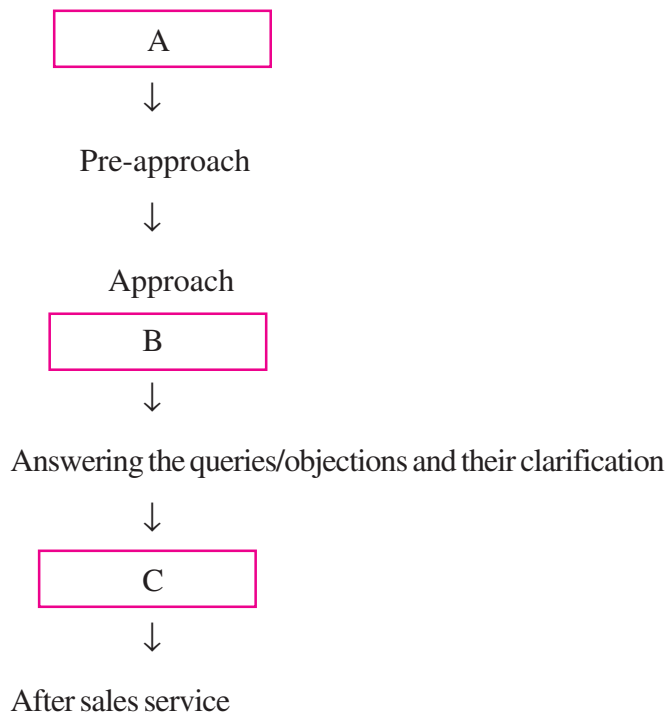 A
↓
Pre-approach
↓
Approach
B
↓
Answering the queries/objections and their clarification
↓
C
↓
After sales service